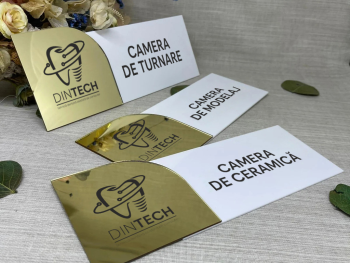 DINTECH
CAMERA
DE TURNARE
DINTECH
CAMERA
DE MODELAJ
DINTECH
CAMERA
DE CERAMICĂ